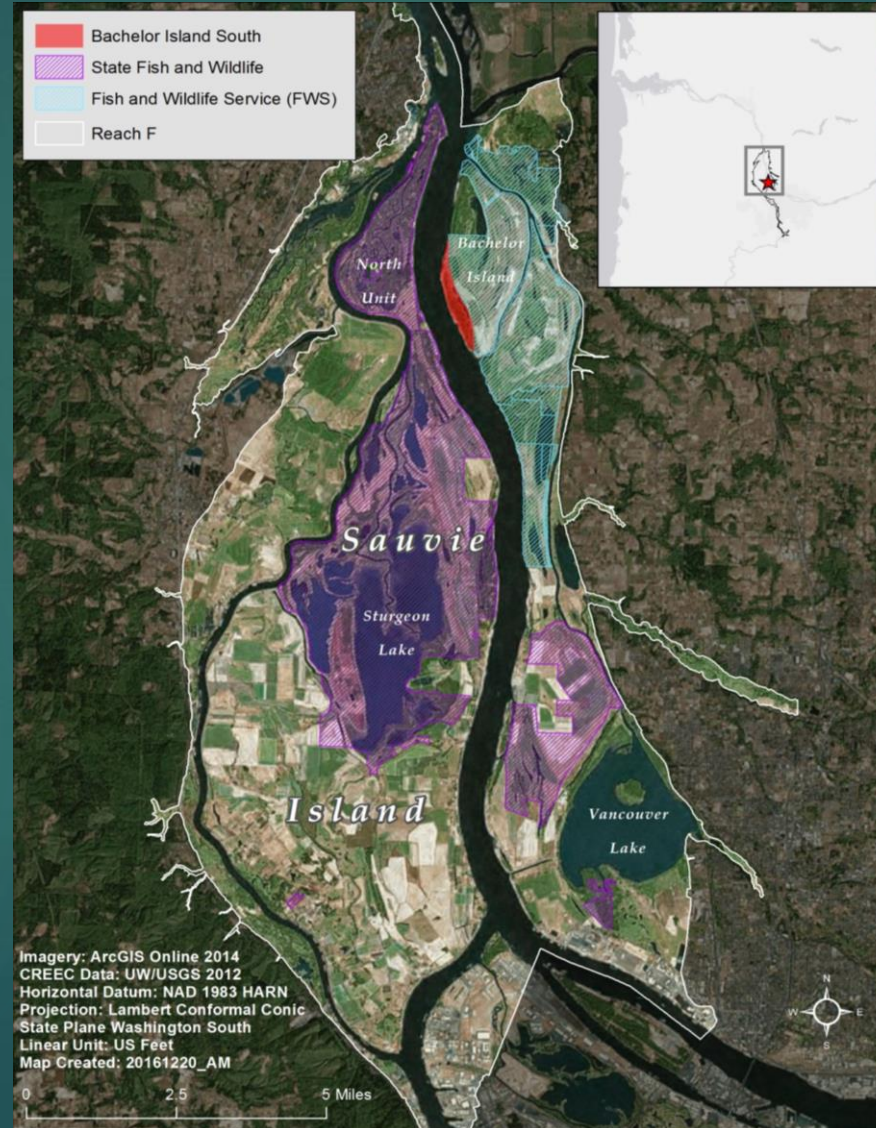 Bachelor Island South
State Fish and Wildlife
Fish and Wildlife Service (FWS)
Reach F
Bachelor
Island
North
Unit
Sauvie
Sturgeon
Lake
Island
Vancouver
Lake
Imagery: ArcGIS Online 2014
CREEC Data: UW/USGS 2012
Horizontal Datum: NAD 1983 HARN
Projection: Lambert Conformal Conic
State Plane Washington South
Linear Unit: US Feet
Map Created: 20161220_AM
0 2.5 5 Miles
N
W E
S